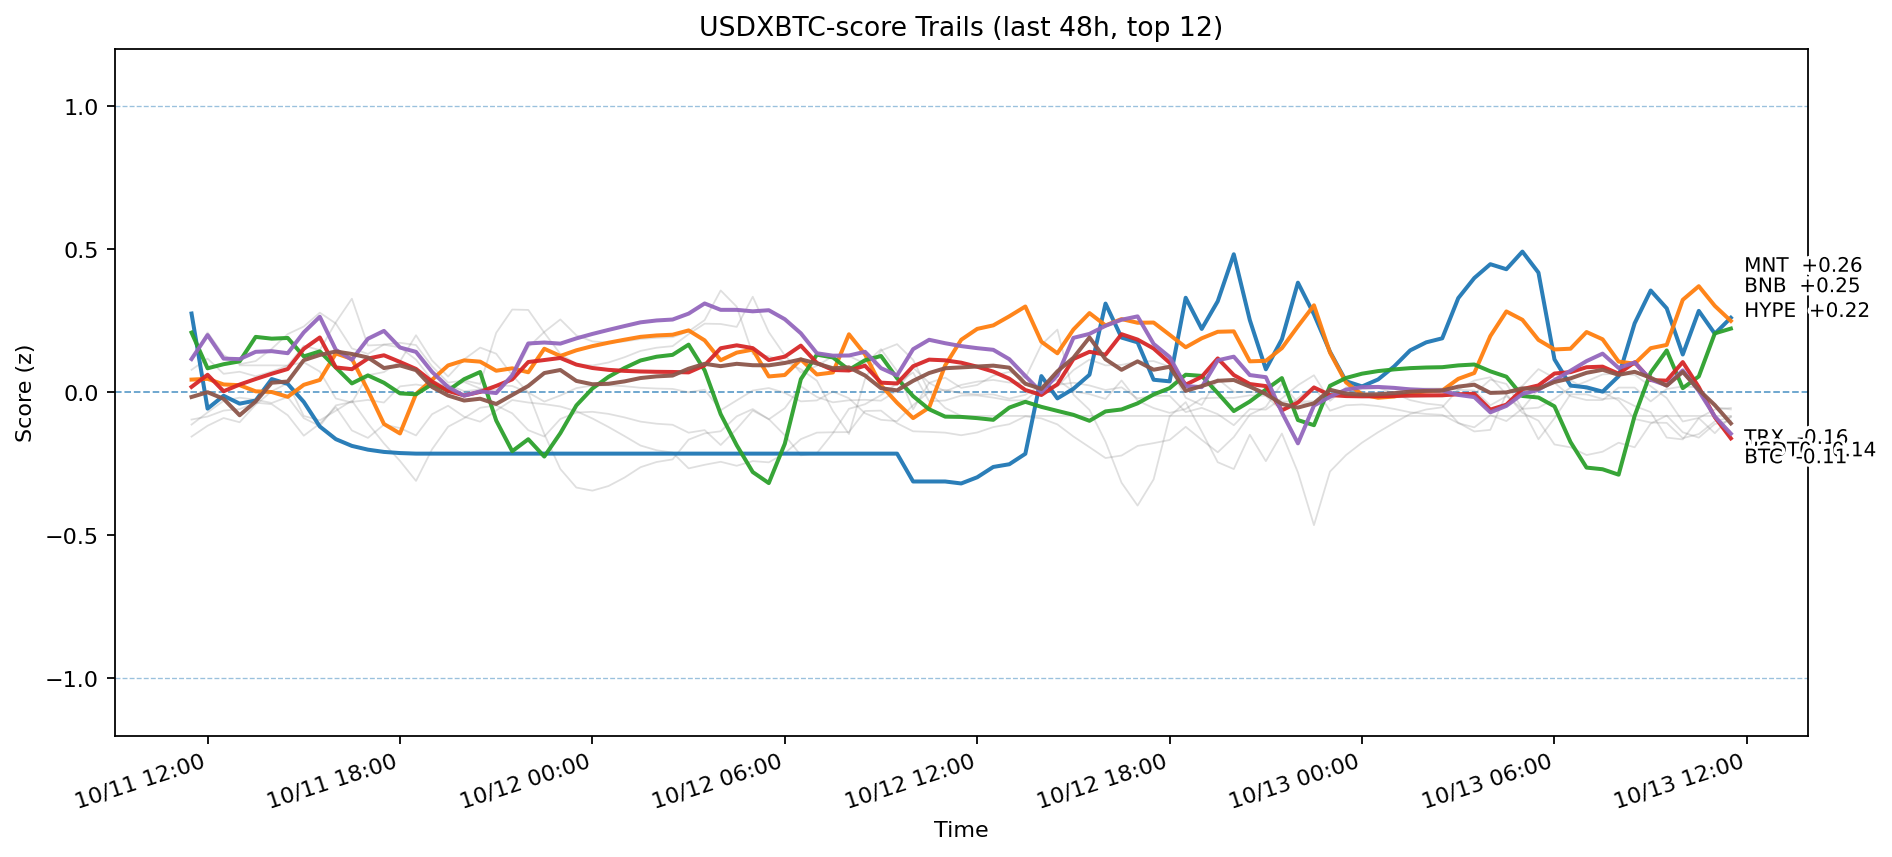 USDXBTC-score Trails (last 48h, top 12)
Score (z)
1.0
0.5
0.0
−0.5
−1.0
MNT +0.26
BNB +0.25
HYPE +0.22
TRX -0.16
BTC -0.11
10/11 12:00
10/11 18:00
10/12 00:00
10/12 06:00
10/12 12:00
10/12 18:00
10/13 00:00
10/13 06:00
10/13 12:00
Time